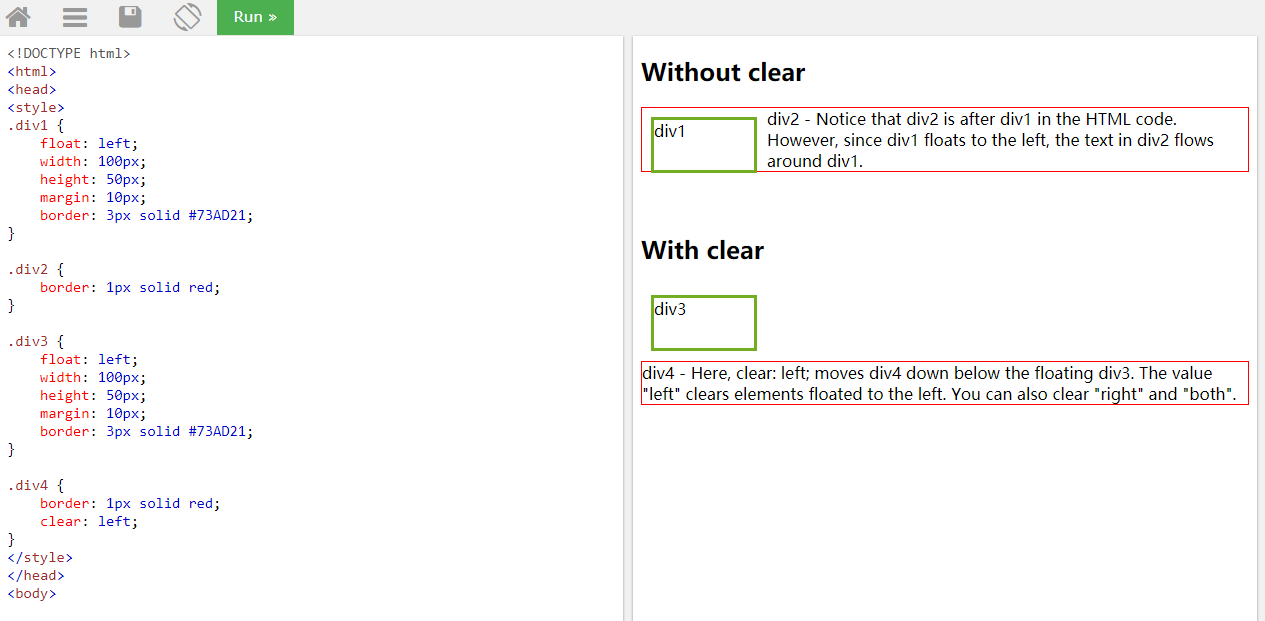 Run »
<!DOCTYPE html>
<html>
<head>
<style>
.div1 {
    float: left;
    width: 100px;
    height: 50px;
    margin: 10px;
    border: 3px solid #73AD21;
}

.div2 {
    border: 1px solid red;
}

.div3 {
    float: left;
    width: 100px;
    height: 50px;
    margin: 10px;
    border: 3px solid #73AD21;
}

.div4 {
    border: 1px solid red;
    clear: left;
}
</style>
</head>
<body>
Without clear
div1
div2 - Notice that div2 is after div1 in the HTML code.
However, since div1 floats to the left, the text in div2 flows
around div1.
With clear
div3
div4 - Here, clear: left; moves div4 down below the floating div3. The value
"left" clears elements floated to the left. You can also clear "right" and "both".